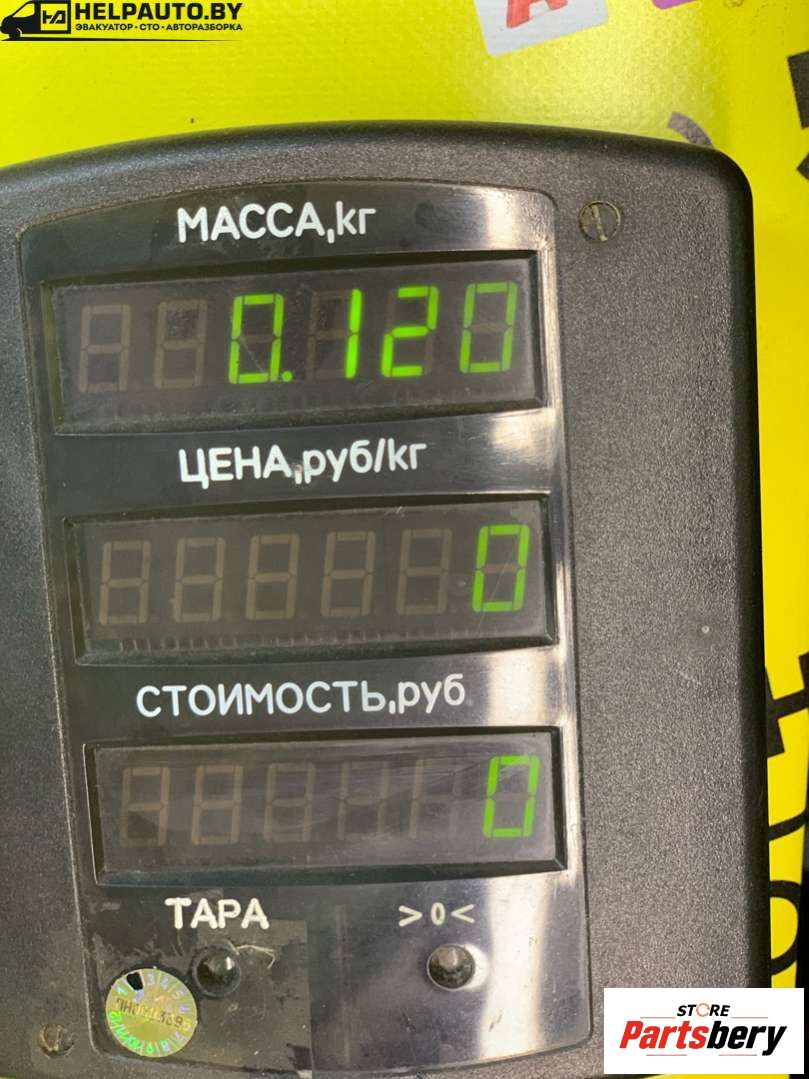 HELPAUTO.BY
ЭВАКУАТОР·СТО·АВТОРАЗБОРКА
МАССА,кг
0.120
ЦЕНА,руб/кг
0
СТОИМОСТЬ,руб
0
ТАРА >0<
STORE
Partsbery